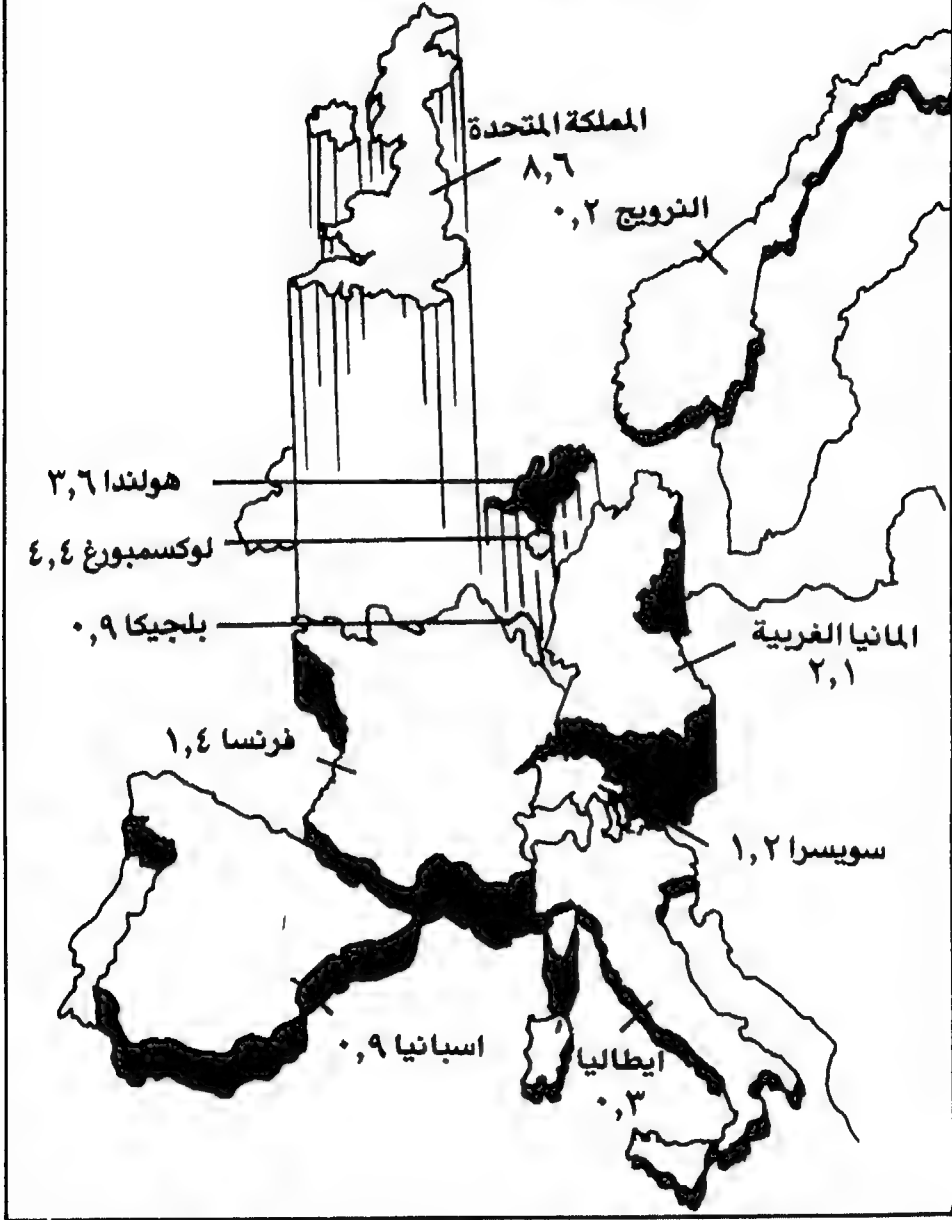 المملكة المتحدة
٨,٦
النرويج ٠,٢
هولندا ٣,٦
لوكسمبورغ ٤,٤
بلجيكا ٠,٩
المانيا الغربية
٢,١
فرنسا ١,٤
سويسرا ١,٢
اسبانيا ٠,٩
ايطاليا
٠,٣